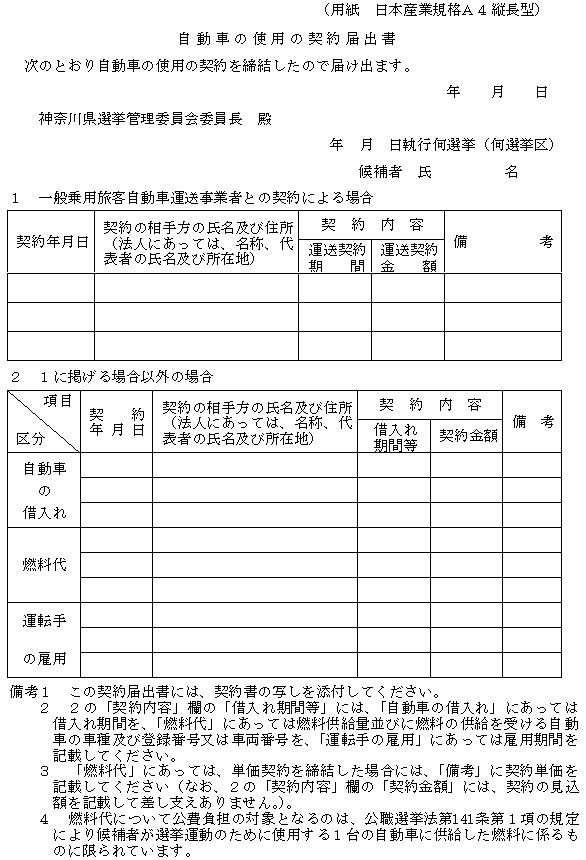 （用紙　日本産業規格Ａ４縦長型）
自動車の使用の契約届出書
次のとおり自動車の使用の契約を締結したので届け出ます。
年　　月　　日
神奈川県選挙管理委員会委員長　殿
年　月　日執行何選挙（何選挙区）
候補者　氏　　　　　名
１　一般乗用旅客自動車運送事業者との契約による場合
契約年月日
契約の相手方の氏名及び住所
（法人にあっては、名称、代
表者の氏名及び所在地）
契　約　内　容
運送契約
期　　間
運送契約
金　　額
備　　　　　考
２　１に掲げる場合以外の場合
項目
区分
契　　約
年　月　日
契約の相手方の氏名及び住所
（法人にあっては、名称、代
表者の氏名及び所在地）
契　約　内　容
借入れ
期間等
契約金額
備　考
自動車
の
借入れ
燃料代
運転手
の雇用
備考１　この契約届出書には、契約書の写しを添付してください。
２　２の「契約内容」欄の「借入れ期間等」には、「自動車の借入れ」にあっては
借入れ期間を、「燃料代」にあっては燃料供給量並びに燃料の供給を受ける自動
車の車種及び登録番号又は車両番号を、「運転手の雇用」にあっては雇用期間を
記載してください。
３　「燃料代」にあっては、単価契約を締結した場合には、「備考」に契約単価を
記載してください（なお、２の「契約内容」欄の「契約金額」には、契約の見込
額を記載して差し支えありません。）。
４　燃料代について公費負担の対象となるのは、公職選挙法第141条第１項の規定
により候補者が選挙運動のために使用する１台の自動車に供給した燃料に係るも
のに限られています。